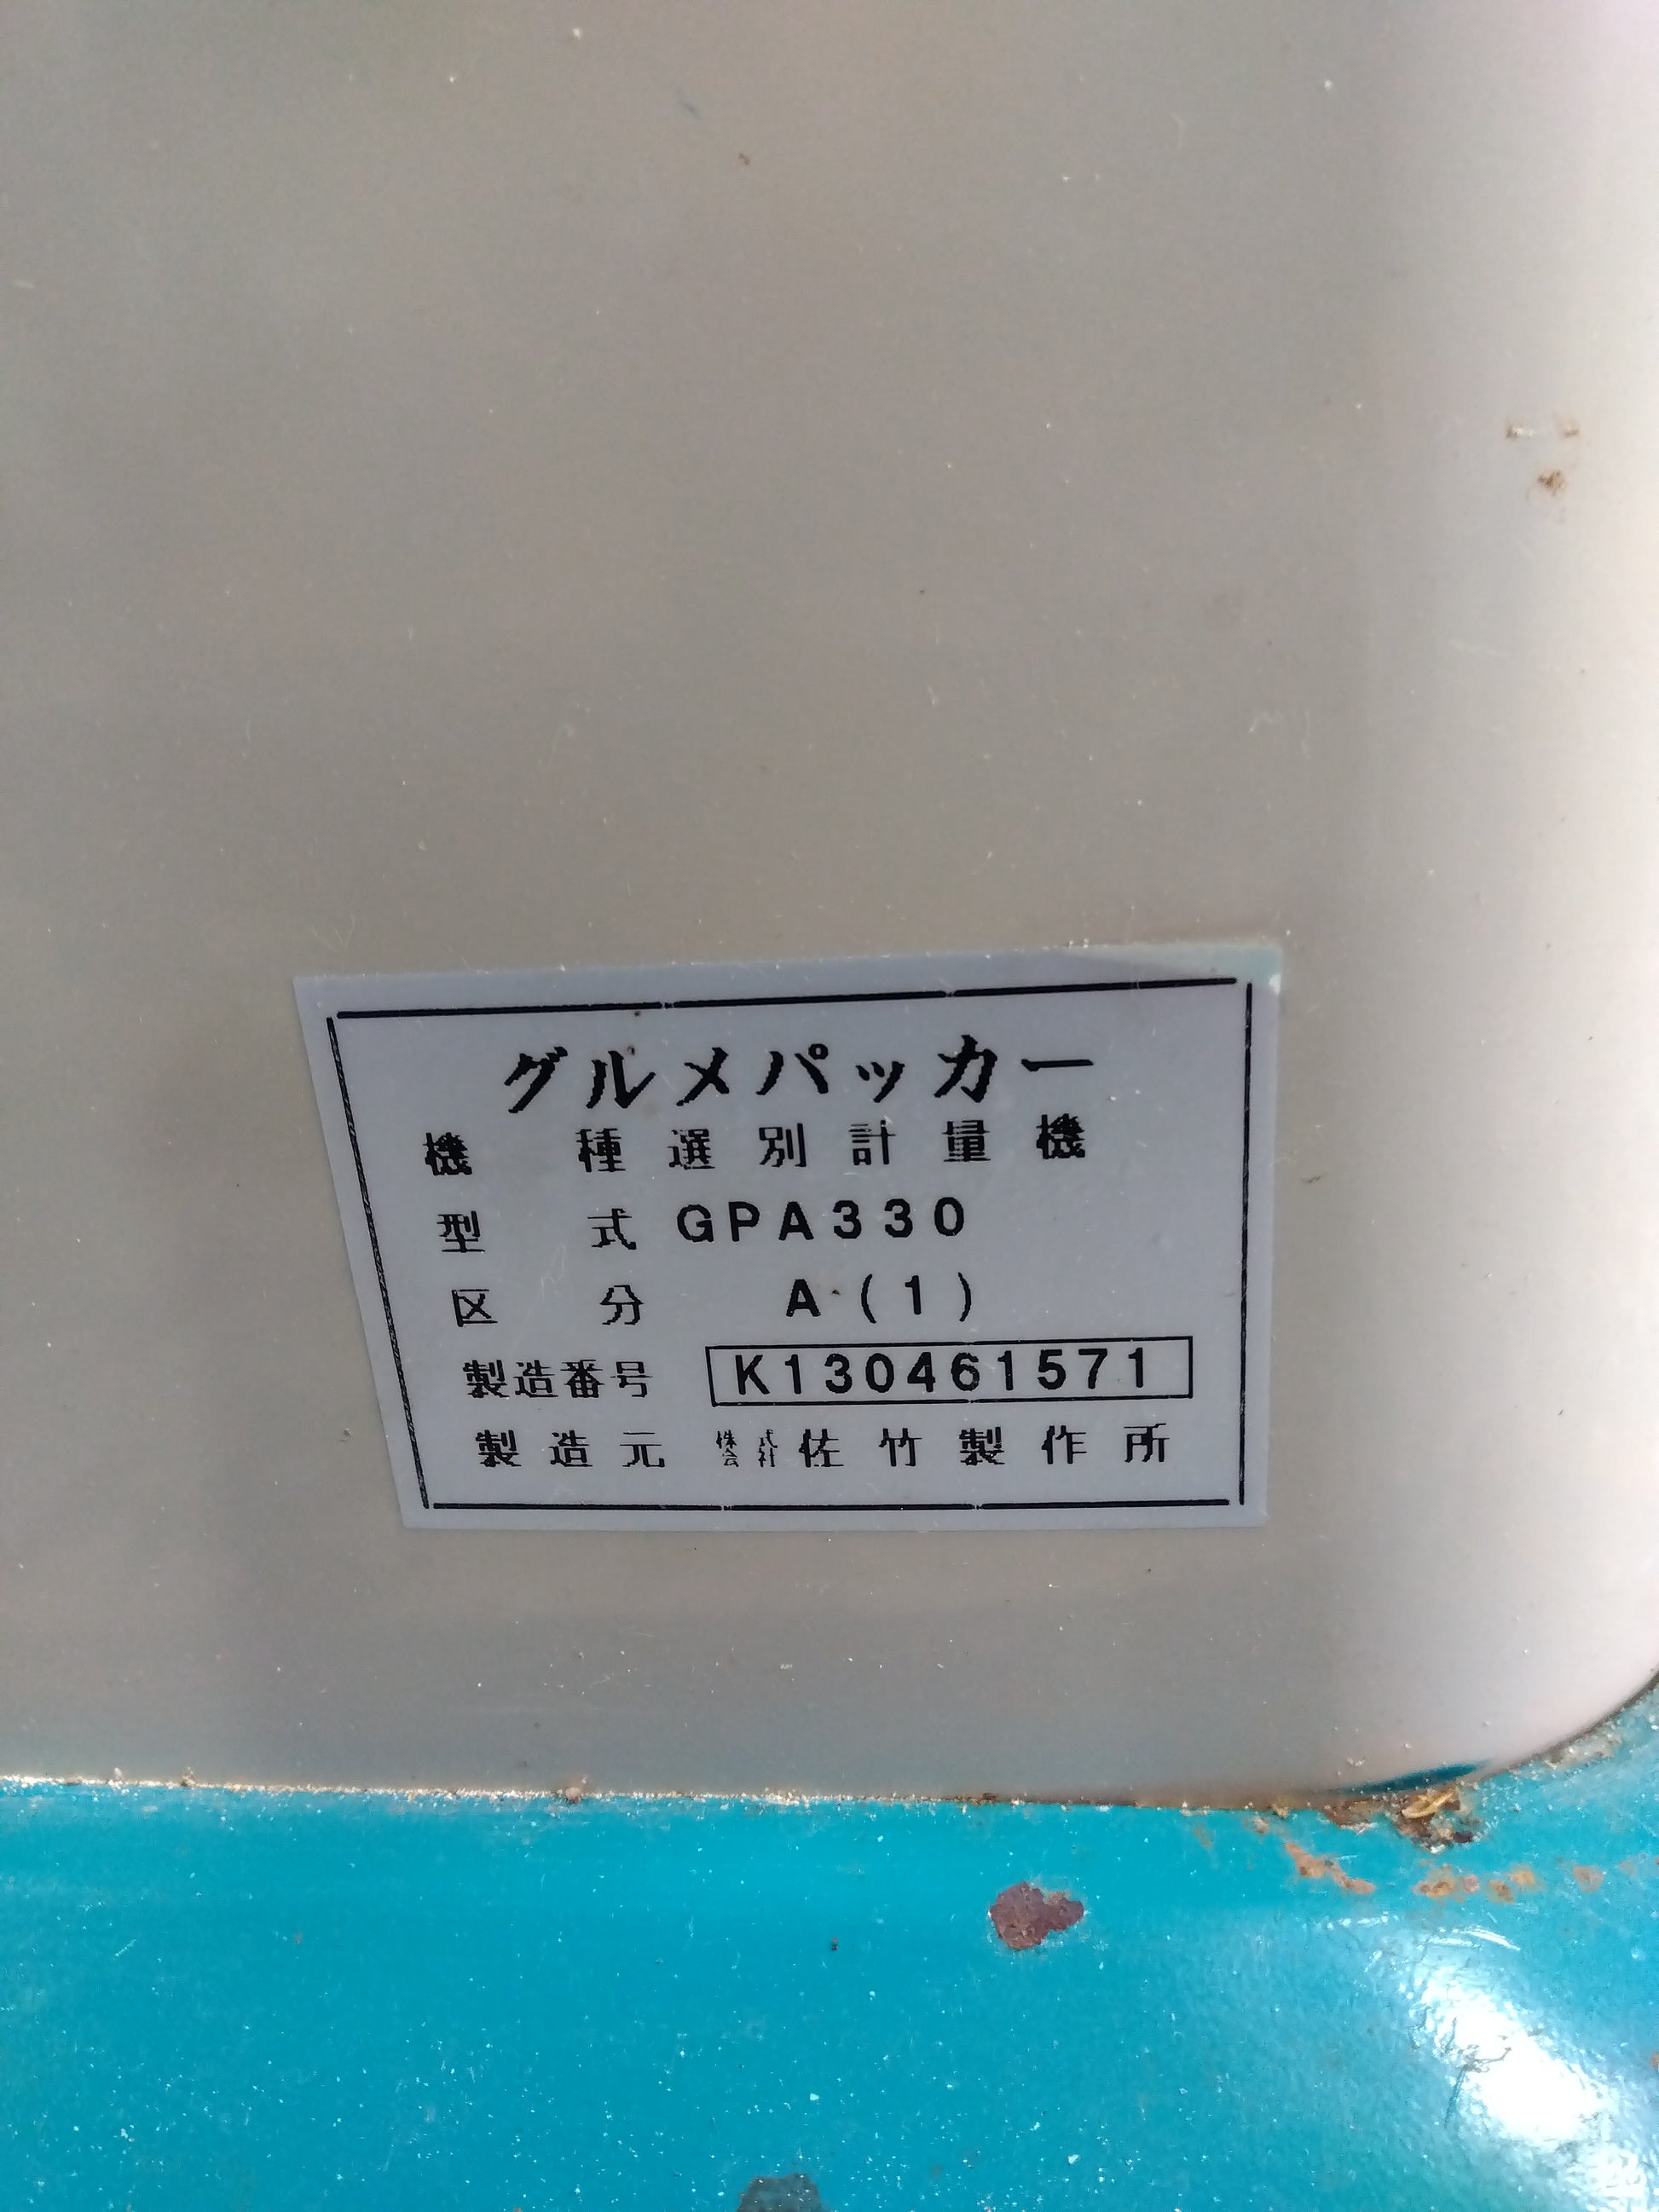 グルメパッカー
機種 選別計量機
型式 GPA330
区分 A(1)
製造番号 K130461571
製造元 株式会社 佐竹製作所